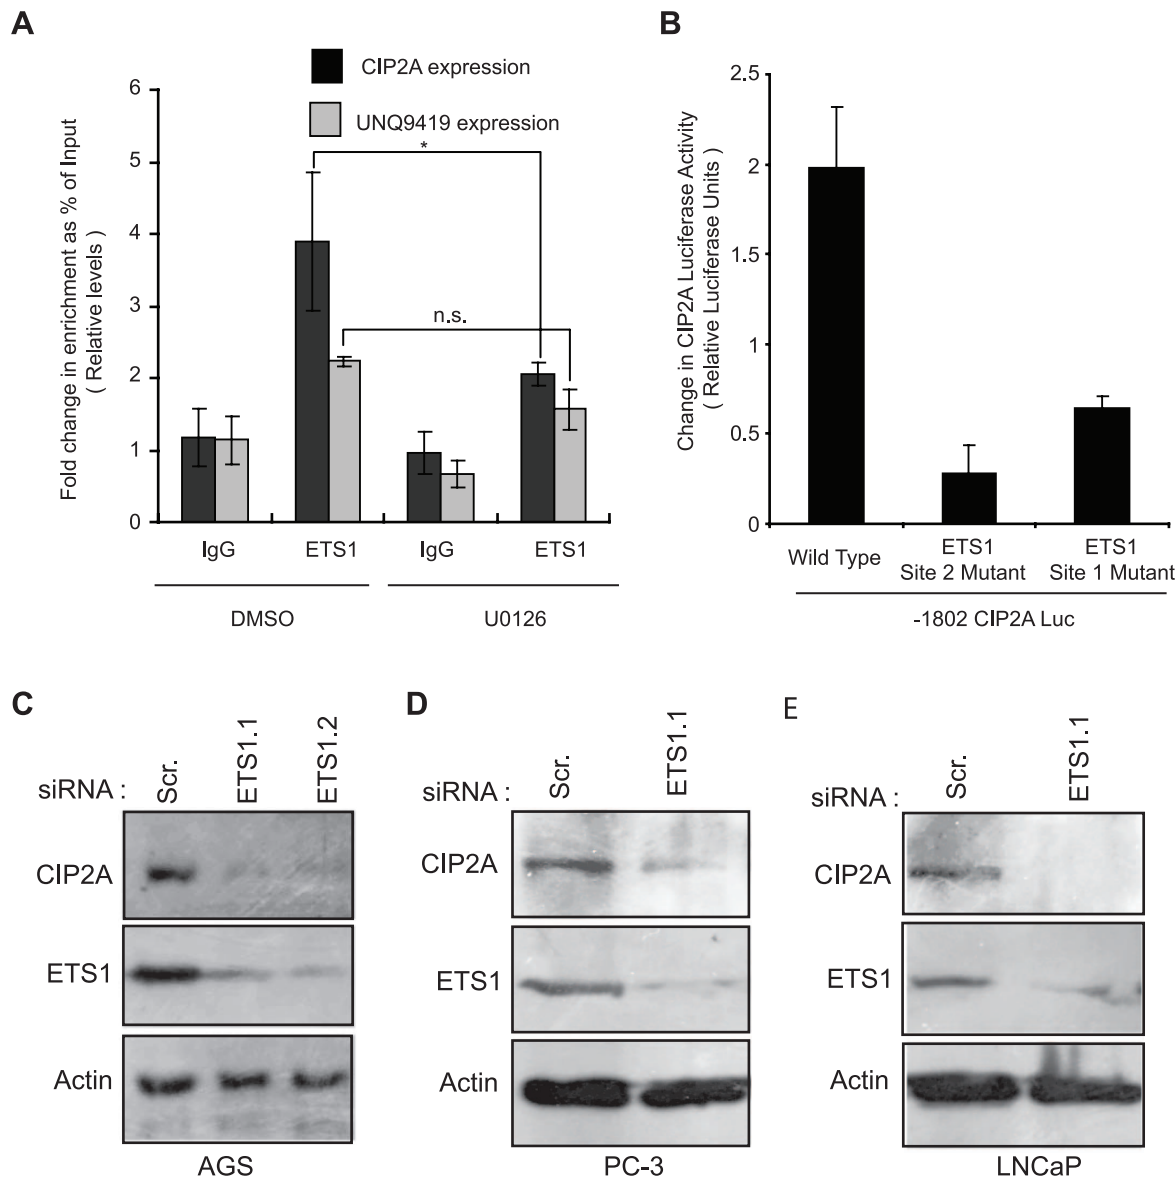 A
CIP2A expression
UNQ9419 expression
Fold change in enrichment as % of Input
( Relative levels )
6
5
4
3
2
1
0
*
n.s.
IgG
ETS1
IgG
ETS1
DMSO
U0126
B
Change in CIP2A Luciferase Activity
( Relative Luciferase Units )
2.5
2
1.5
1
0.5
0
Wild Type
ETS1
Site 2 Mutant
ETS1
Site 1 Mutant
-1802 CIP2A Luc
C
siRNA :
Scr.
ETS1.1
ETS1.2
CIP2A
ETS1
Actin
AGS
D
siRNA :
Scr.
ETS1.1
CIP2A
ETS1
Actin
PC-3
E
siRNA :
Scr.
ETS1.1
CIP2A
ETS1
Actin
LNCaP